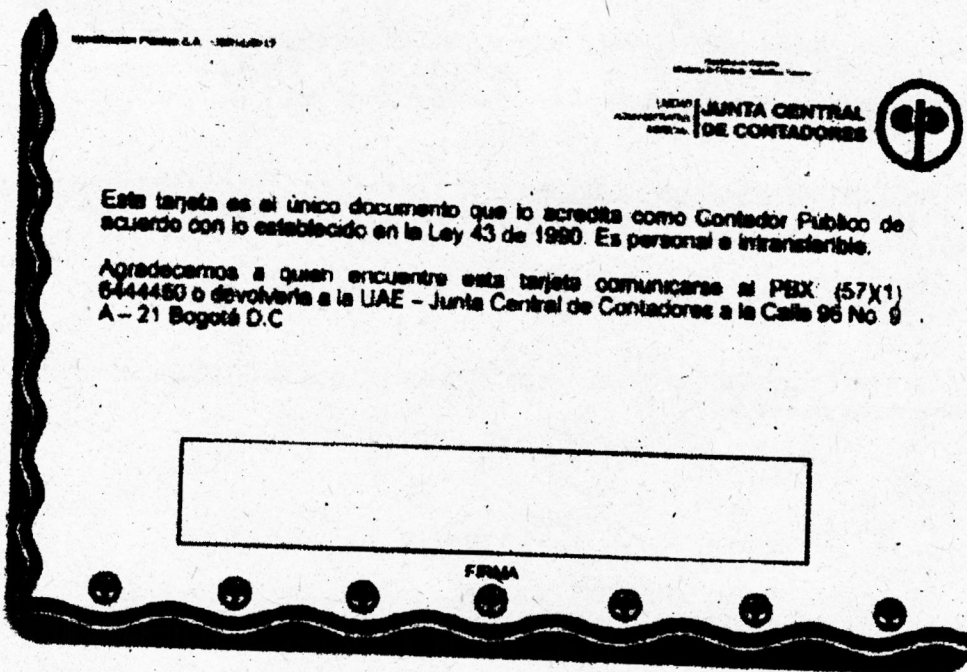 JUNTA CENTRAL
DE CONTADORES
Esta tarjeta es el único documento que lo acredita como Contador Público de
acuerdo con lo establecido en la Ley 43 de 1990. Es personal e intransferible.
Agradecemos a quien encuentre esta tarjeta comunicarse al PBX: (57)(1)
6444450 o devolverla a la UAE – Junta Central de Contadores a la Calle 96 No. 9
A – 21 Bogotá D.C
FIRMA